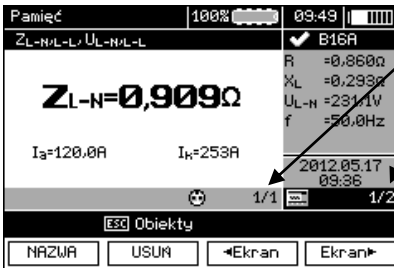 Pamięć 100% 09:49
ZL-N,L-L, UL-N,L-L B16A
R =0.860Ω
XL =0.293Ω
ZL-N=0,909Ω
UL-N =231,1V
f =50,0Hz
Ia=120,0A Ik=253A
2012.05.17
09:36
1/1 1/2
ESC Obiekty
NAZWA USUŃ ◄Ekran Ekran►